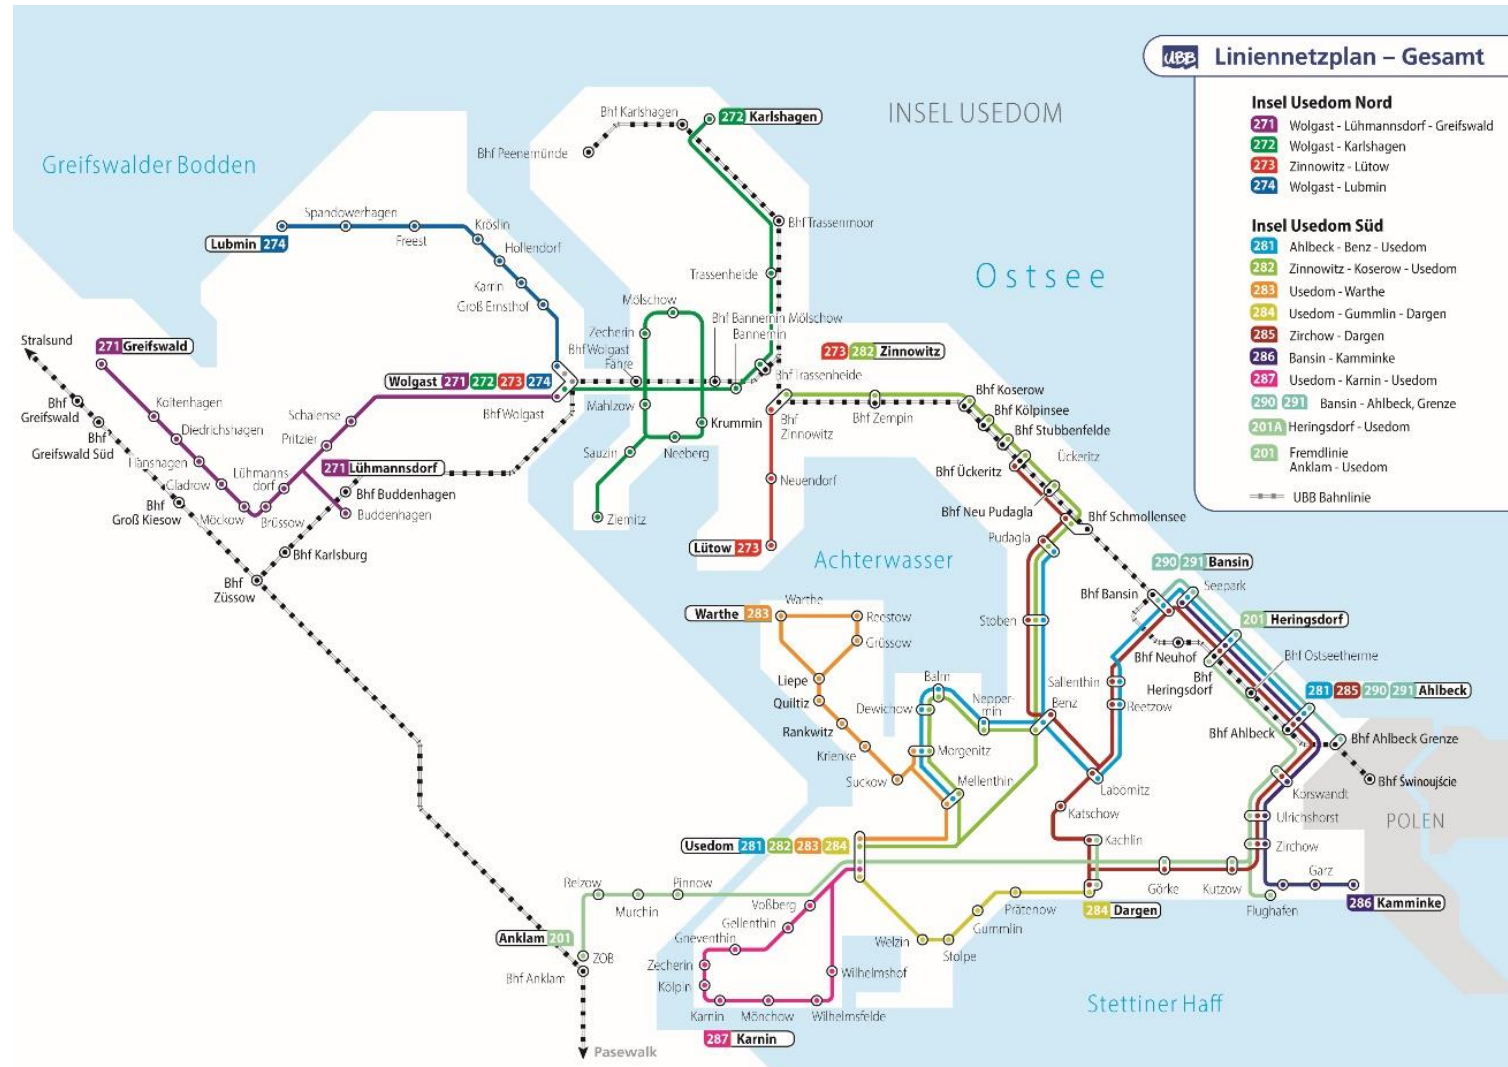 UBB Liniennetzplan – Gesamt
Insel Usedom Nord
271 Wolgast - Lühmannsdorf - Greifswald
272 Wolgast - Karlshagen
273 Zinnowitz - Lütow
274 Wolgast - Lubmin
Insel Usedom Süd
281 Ahlbeck - Benz - Usedom
282 Zinnowitz - Koserow - Usedom
283 Usedom - Warthe
284 Usedom - Gummlin - Dargen
285 Zirchow - Dargen
286 Bansin - Kamminke
287 Usedom - Karnin - Usedom
290 291 Bansin - Ahlbeck, Grenze
201A Heringsdorf - Usedom
201 Fremdlinie
Anklam - Usedom
UBB Bahnlinie
INSEL USEDOM
Greifswalder Bodden
Ostsee
Achterwasser
Stettiner Haff
POLEN
Bhf Karlshagen
272 Karlshagen
Bhf Peenemünde
Bhf Trassenmoor
Trassenheide
Spandowerhagen
Lubmin 274
Freest
Kröslin
Hollendorf
Karrin
Groß Ernsthof
Mölschow
Zecherin
Bhf Bannemin Mölschow
Bannemin
Bhf Wolgast
Fähre
Bhf Trassenheide
273 282 Zinnowitz
Stralsund
271 Greifswald
Wolgast 271 272 273 274
Bhf Wolgast
Mahlzow
Krummin
Neeberg
Sauzin
Ziemitz
Bhf
Greifswald
Bhf
Greifswald Süd
Koitenhagen
Diedrichshagen
Hanshagen
Gladrow
Möckow
Brüssow
Lühmanns
dorf
Pritzier
Schalense
271 Lühmannsdorf
Bhf Buddenhagen
Buddenhagen
Bhf
Groß Kiesow
Bhf Karlsburg
Bhf
Züssow
Bhf
Zinnowitz
Bhf Zempin
Bhf Koserow
Bhf Kölpinsee
Bhf Stubbenfelde
Ückeritz
Bhf Ückeritz
Neuendorf
Lütow 273
Bhf Neu Pudagla
Bhf Schmollensee
Pudagla
290 291 Bansin
Bhf Bansin
Seepark
201 Heringsdorf
Bhf Neuhof
Bhf Ostseetherme
Bhf
Heringsdorf
281 285 290 291 Ahlbeck
Bhf Ahlbeck
Bhf Ahlbeck Grenze
Bhf Świnoujście
Stoben
Sallenthin
Reetzow
Warthe
Warthe 283
Reestow
Grüssow
Liepe
Quilitz
Rankwitz
Krienke
Suckow
Balm
Dewichow
Nepper-
min
Benz
Morgenitz
Mellenthin
Labömitz
Katschow
Kachlin
Korswandt
Ulrichshorst
Zirchow
Garz
286 Kamminke
Görke
Kutzow
Flughafen
Usedom 281 282 283 284
Relzow
Murchin
Pinnow
Voßberg
Gellenthin
Gneventhin
Zecherin
Kölpin
Karnin
Mönchow
Wilhelmsfelde
Wilhelmshof
287 Karnin
Welzin
Stolpe
Gummlin
Prätenow
284 Dargen
Anklam 201
ZOB
Bhf Anklam
Pasewalk